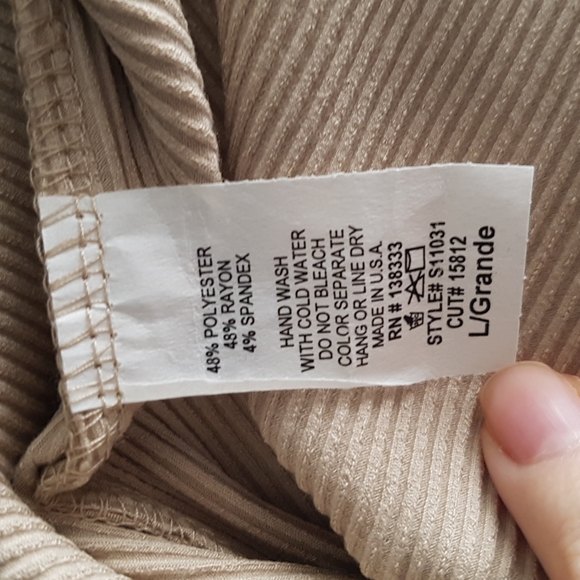 48% POLYESTER
48% RAYON
4% SPANDEX
HAND WASH
WITH COLD WATER
DO NOT BLEACH
COLOR SEPARATE
HANG OR LINE DRY
MADE IN U.S.A.
RN # 138333
STYLE# S11031
CUT# 15812
L/Grande